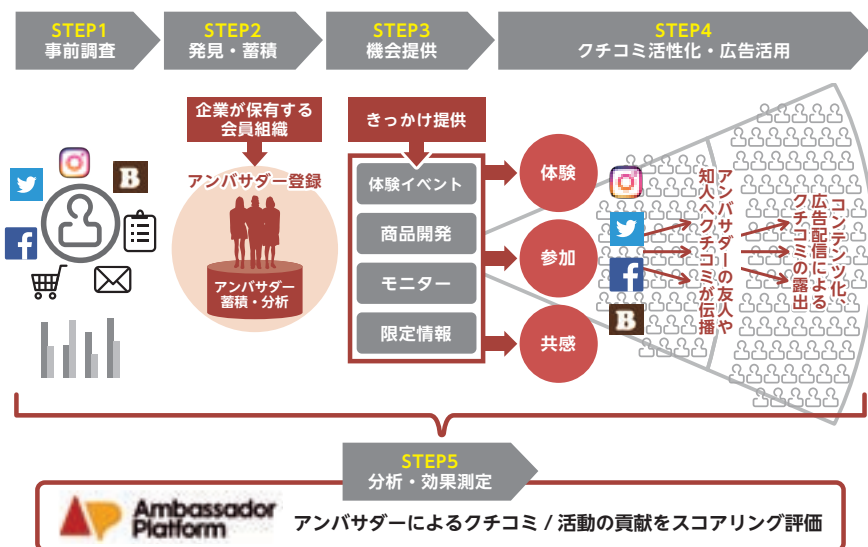 STEP1
事前調査
STEP2
発見・蓄積
STEP3
機会提供
STEP4
クチコミ活性化・広告活用
企業が保有する
会員組織
アンバサダー登録
アンバサダー
蓄積・分析
きっかけ提供
体験イベント
商品開発
モニター
限定情報
体験
参加
共感
アンバサダーの友人や
知人へクチコミが伝播
コンテンツ化、
広告配信による
クチコミの露出
B
B
STEP5
分析・効果測定
Ambassador
Platform
アンバサダーによるクチコミ / 活動の貢献をスコアリング評価